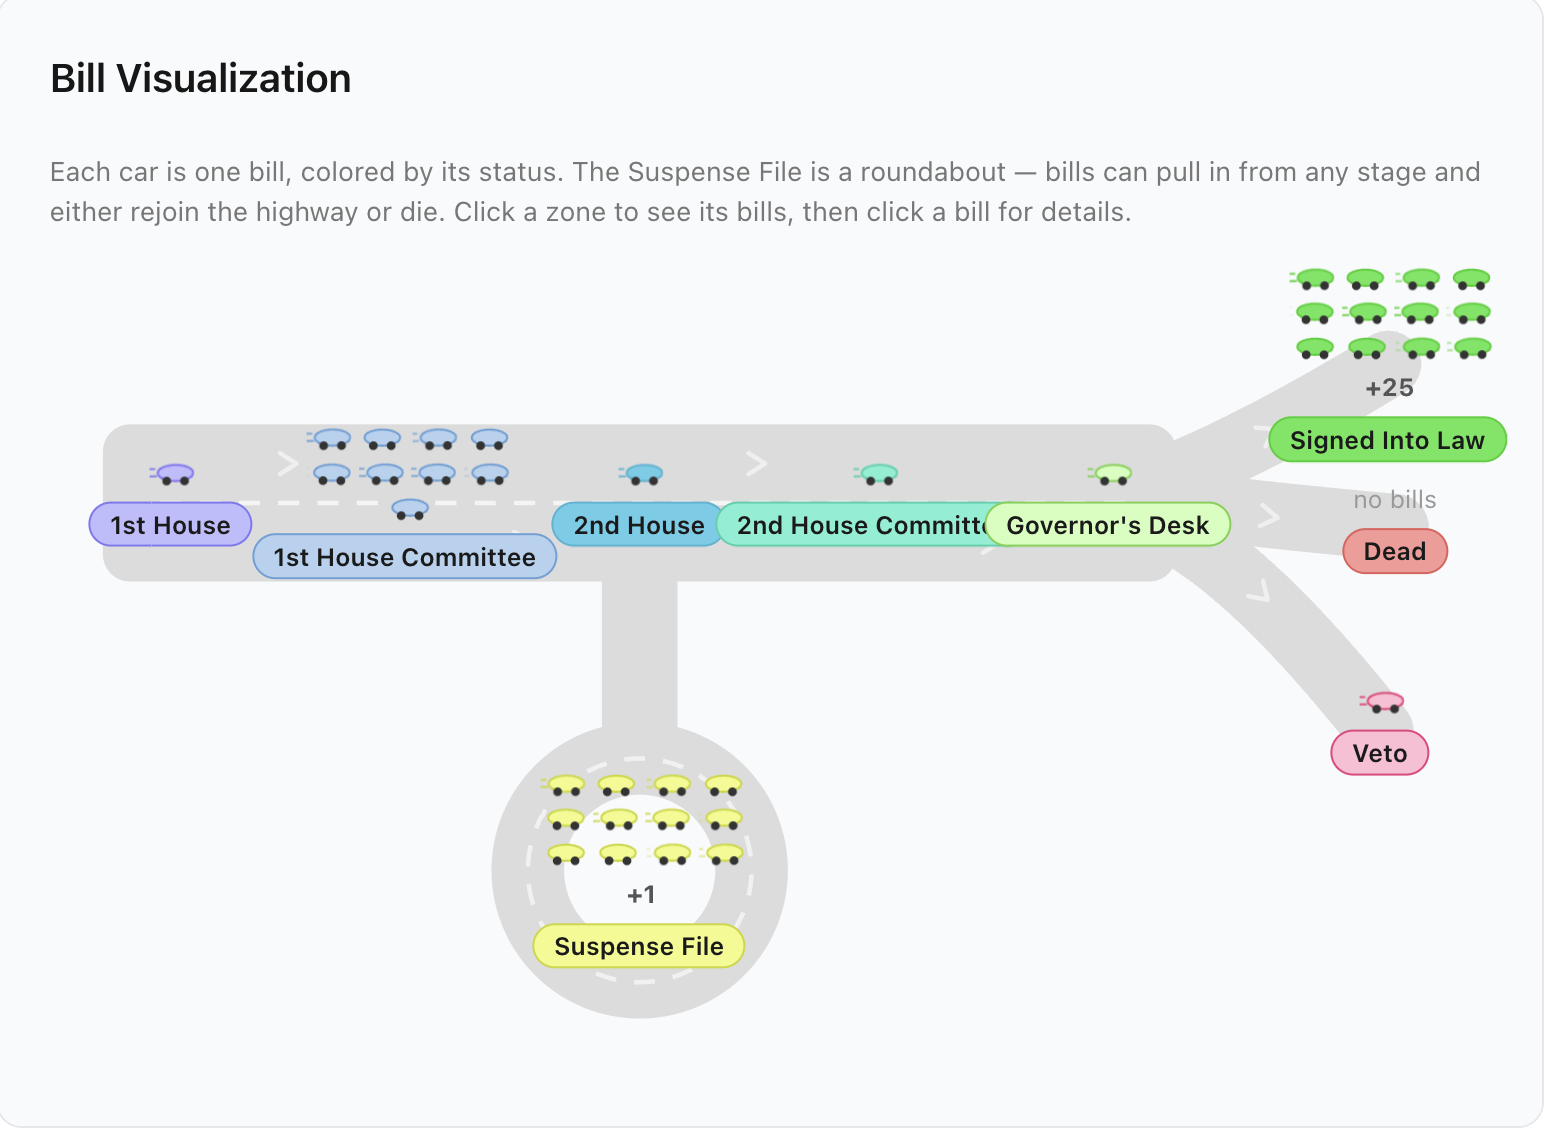 Bill Visualization
Each car is one bill, colored by its status. The Suspense File is a roundabout — bills can pull in from any stage and
either rejoin the highway or die. Click a zone to see its bills, then click a bill for details.
+25
Signed Into Law
1st House
1st House Committee
2nd House
2nd House Committe
Governor's Desk
no bills
Dead
Veto
+1
Suspense File